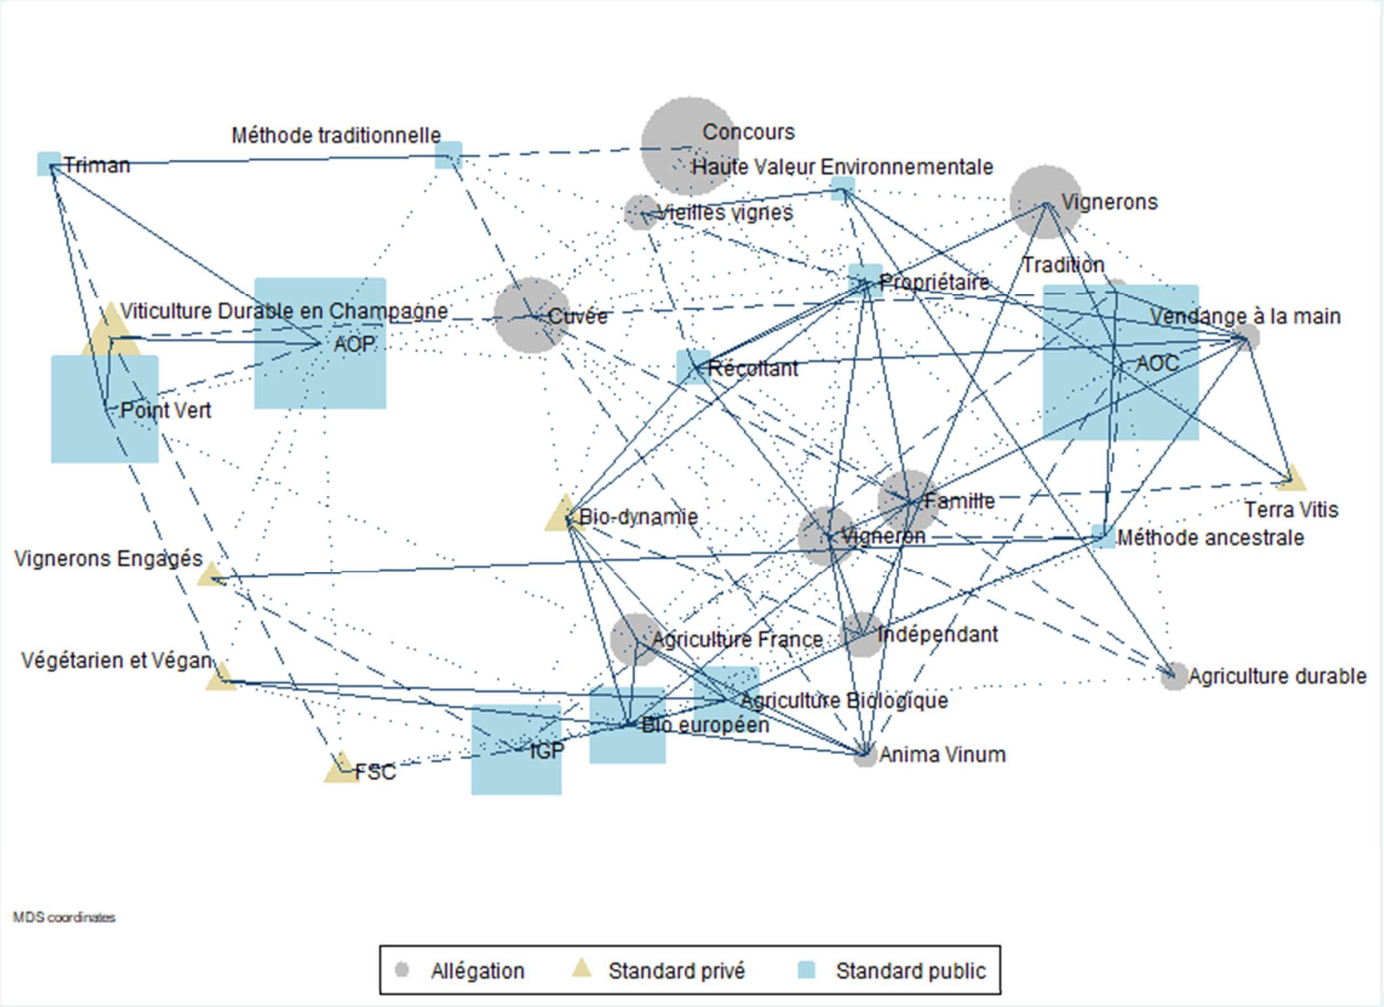 Concours
Méthode traditionnelle
Triman
Haute Valeur Environnementale
Vignerons
Vieilles vignes
Tradition
Propriétaire
Viticulture Durable en Champagne
Cuvée
Vendange à la main
AOP
AOC
Récoltant
Point Vert
Famille
Terra Vitis
Bio-dynamie
Vigneron
Méthode ancestrale
Vignerons Engagés
Agriculture France
Indépendant
Végétarien et Végan
Agriculture durable
Agriculture Biologique
Bio européen
IGP
Anima Vinum
FSC
MDS coordinates
Allégation
Standard privé
Standard public